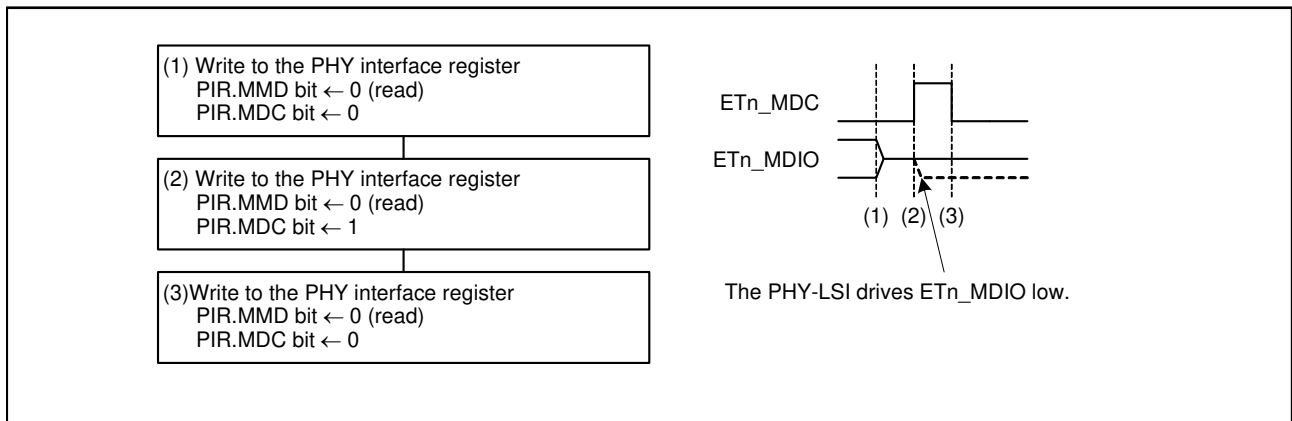 (1) Write to the PHY interface register
PIR.MMD bit ← 0 (read)
PIR.MDC bit ← 0
(2) Write to the PHY interface register
PIR.MMD bit ← 0 (read)
PIR.MDC bit ← 1
(3)Write to the PHY interface register
PIR.MMD bit ← 0 (read)
PIR.MDC bit ← 0
ETn_MDC
ETn_MDIO
(1) (2) (3)
The PHY-LSI drives ETn_MDIO low.